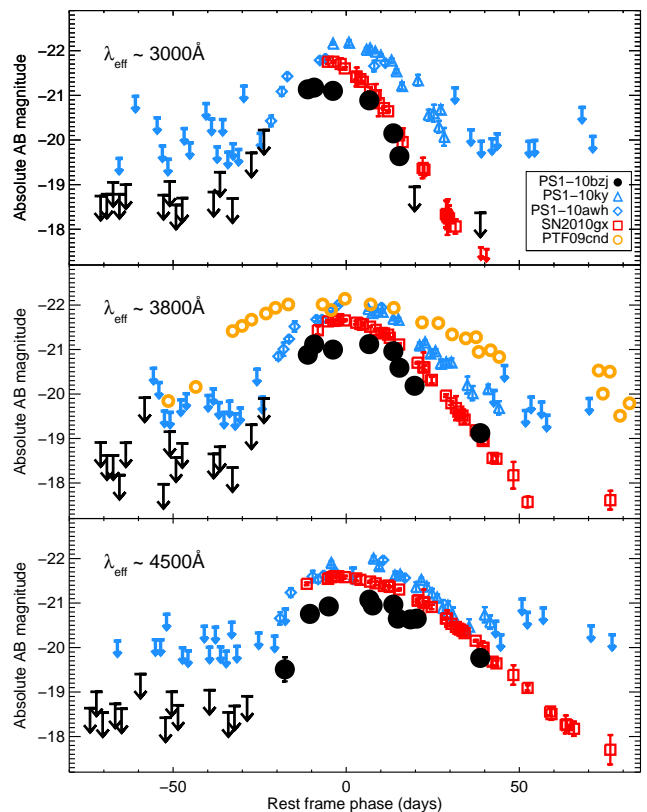 λeff ~ 3000Å
Absolute AB magnitude
-22
-21
-20
-19
-18
PS1-10bzj
PS1-10ky
PS1-10awh
SN2010gx
PTF09cnd
λeff ~ 3800Å
Absolute AB magnitude
-22
-21
-20
-19
-18
λeff ~ 4500Å
Absolute AB magnitude
-22
-21
-20
-19
-18
-50
0
50
Rest frame phase (days)